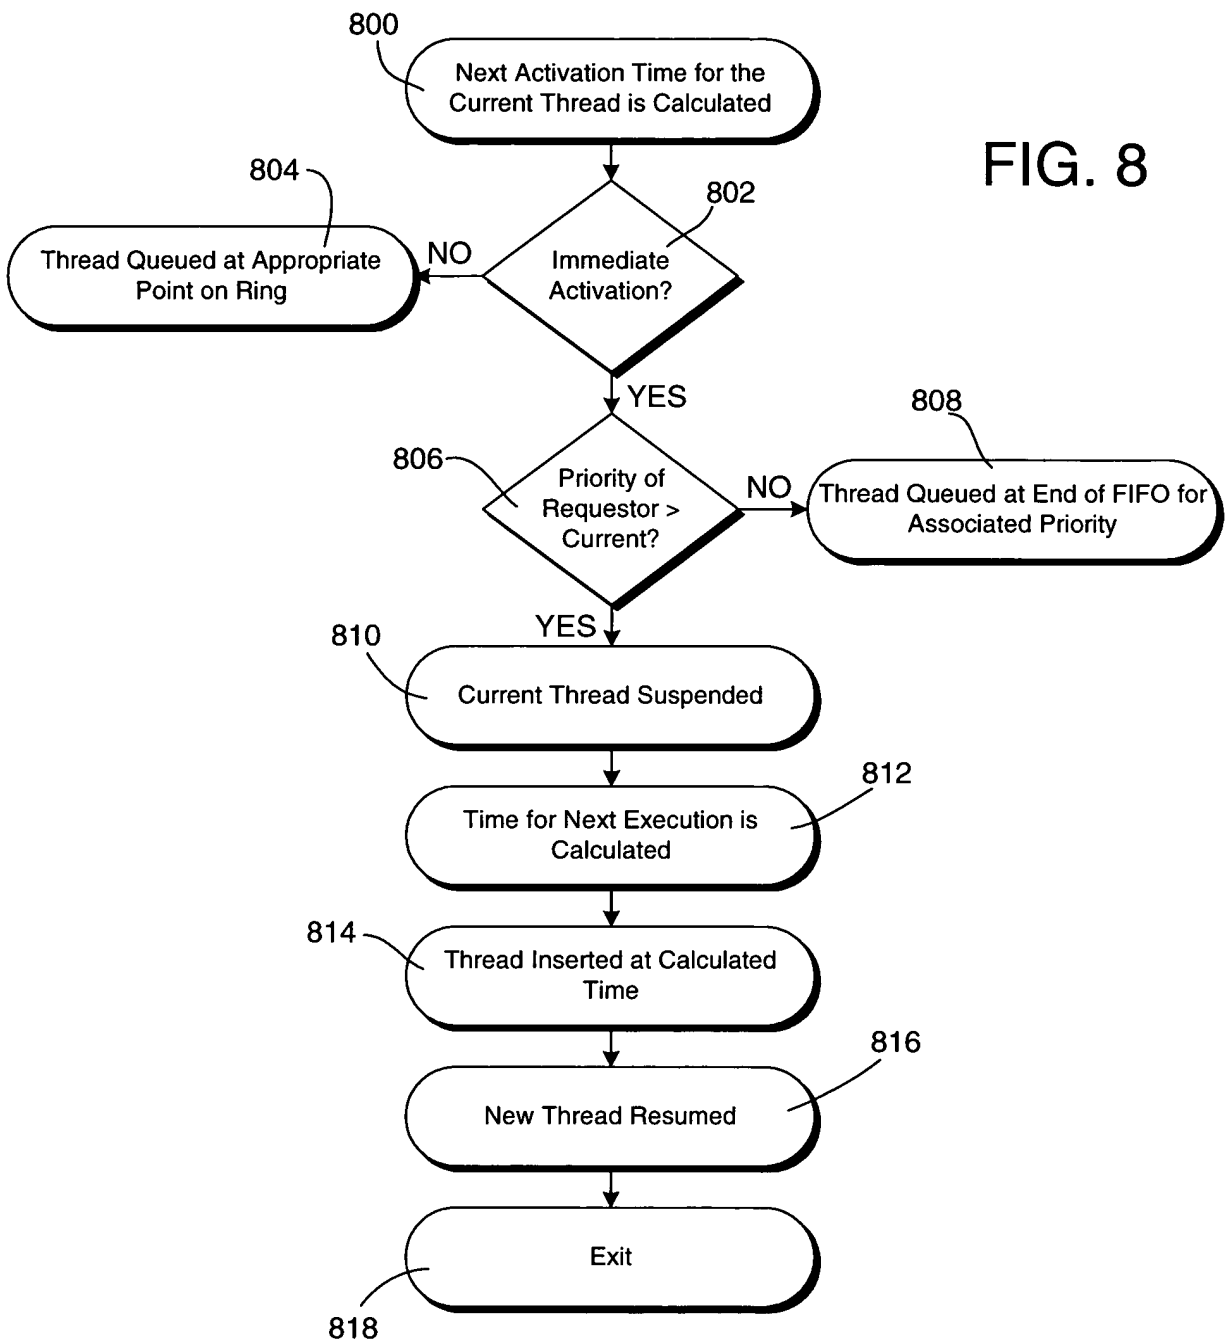 800
Next Activation Time for the
Current Thread is Calculated
FIG. 8
804
802
Thread Queued at Appropriate
Point on Ring
NO
Immediate
Activation?
YES
808
806
Priority of
Requestor >
Current?
NO
Thread Queued at End of FIFO for
Associated Priority
YES
810
Current Thread Suspended
812
Time for Next Execution is
Calculated
814
Thread Inserted at Calculated
Time
816
New Thread Resumed
Exit
818